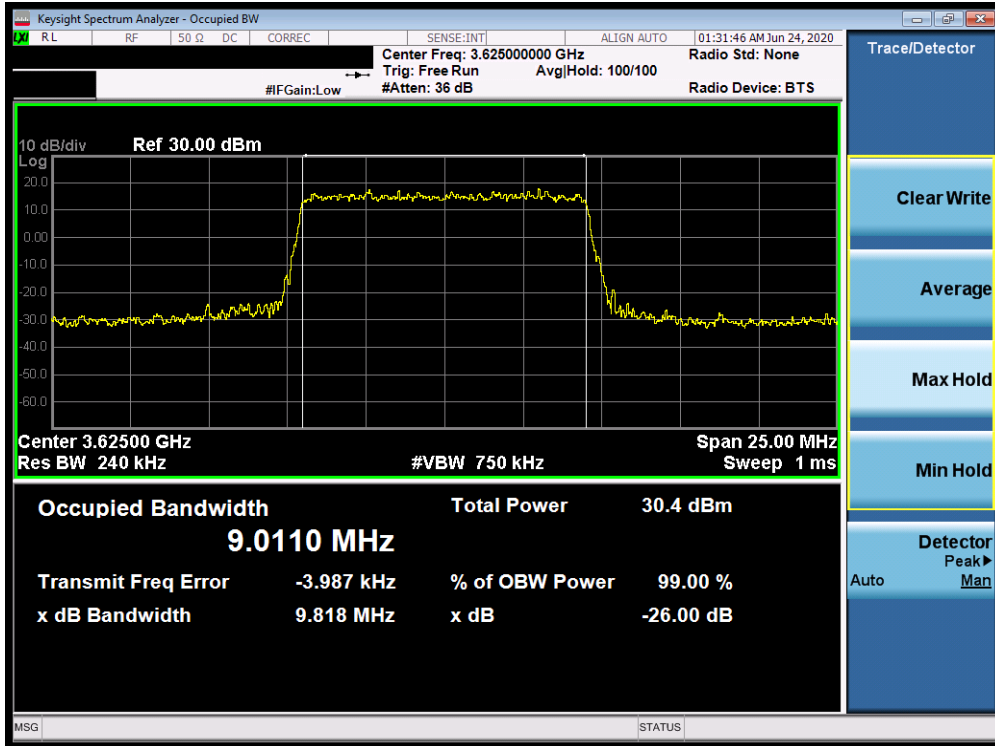 Keysight Spectrum Analyzer - Occupied BW
LXI RL RF 50 Ω DC CORREC SENSE:INT ALIGN AUTO 01:31:46 AM Jun 24, 2020
Center Freq: 3.625000000 GHz Radio Std: None
Trig: Free Run Avg|Hold: 100/100
#IFGain:Low #Atten: 36 dB Radio Device: BTS
Trace/Detector
10 dB/div Ref 30.00 dBm
Log
20.0
10.0
0.00
-10.0
-20.0
-30.0
-40.0
-50.0
-60.0
Center 3.62500 GHz Span 25.00 MHz
Res BW 240 kHz #VBW 750 kHz Sweep 1 ms
Occupied Bandwidth Total Power 30.4 dBm
9.0110 MHz
Transmit Freq Error -3.987 kHz % of OBW Power 99.00 %
x dB Bandwidth 9.818 MHz x dB -26.00 dB
Clear Write
Average
Max Hold
Min Hold
Detector
Peak▶
Auto Man
MSG STATUS